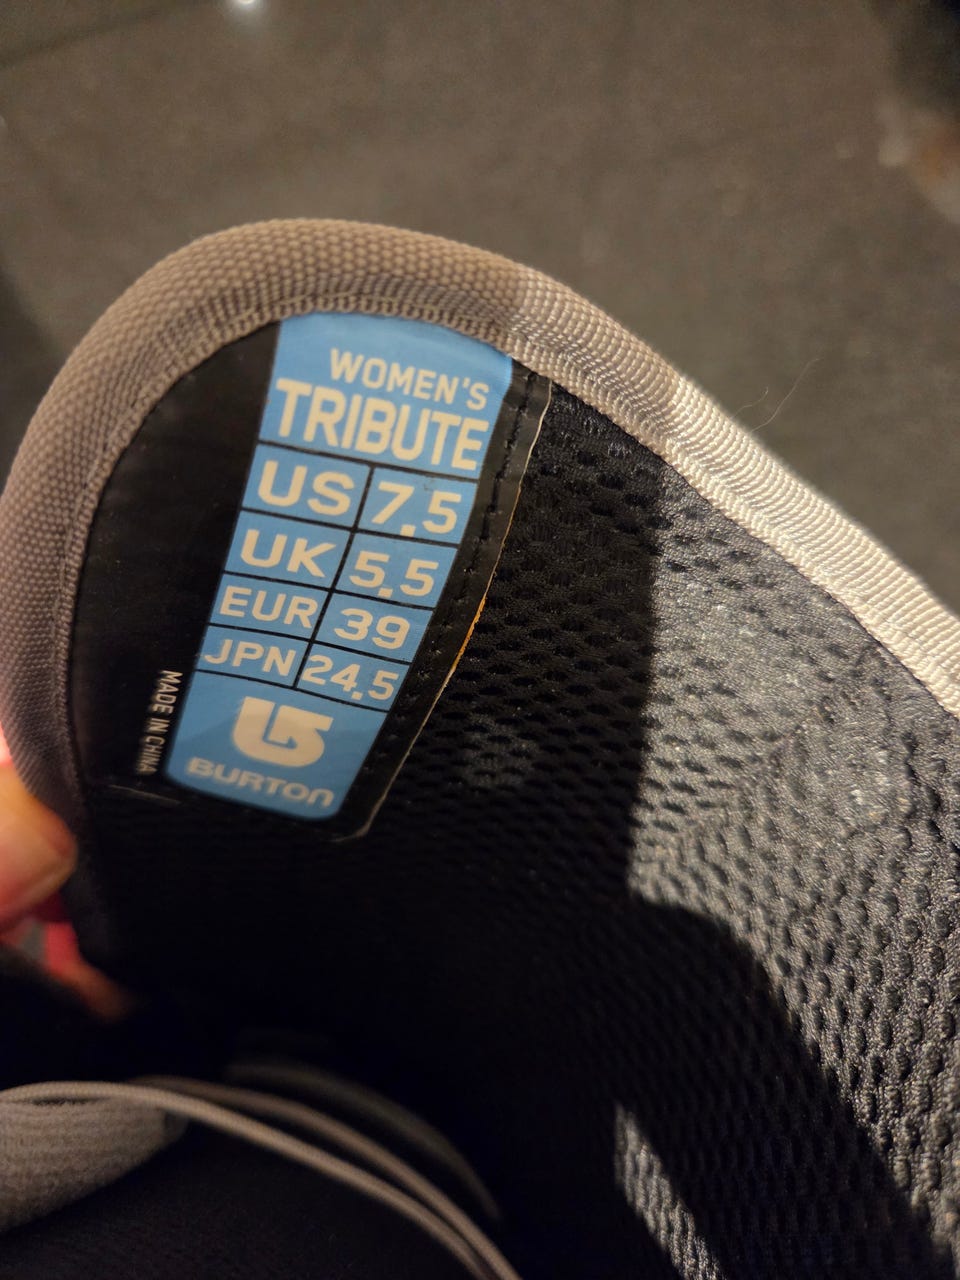 WOMEN'S
TRIBUTE
US 7.5
UK 5.5
EUR 39
JPN 24.5
BURTON
MADE IN CHINA